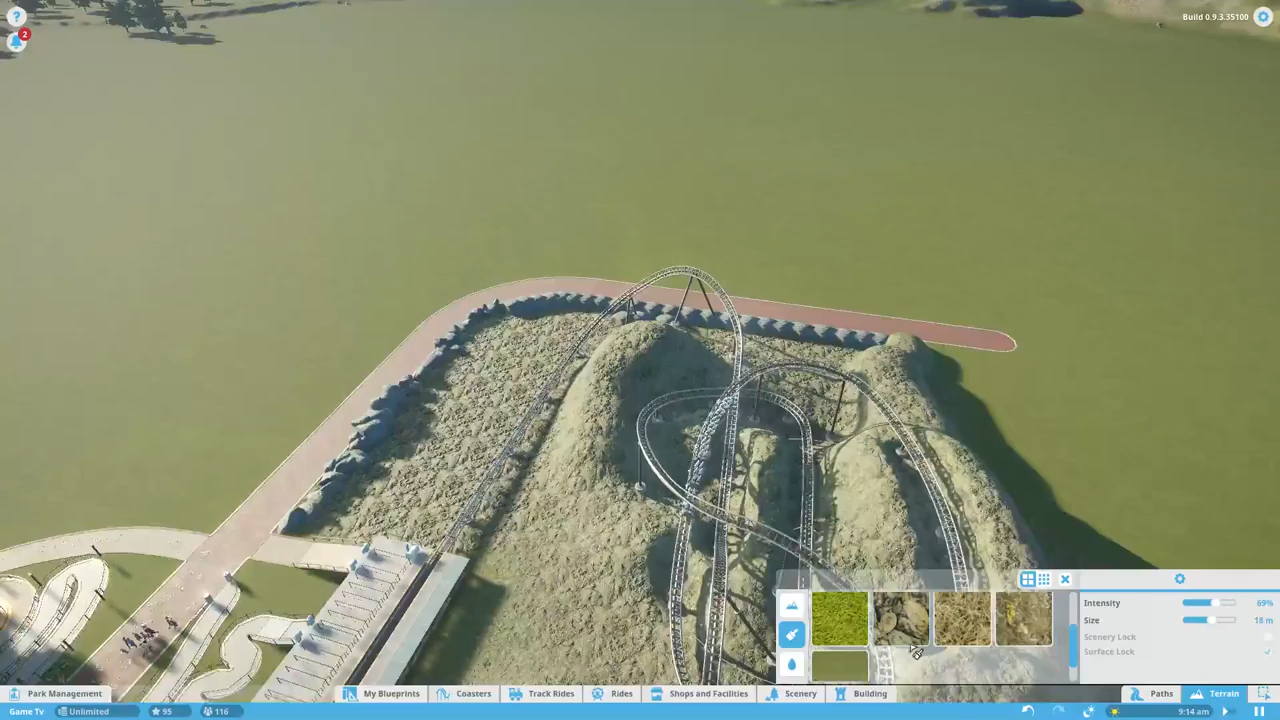 ?
Build 0.9.3.35100
2
Intensity 69%
Size 18 m
Scenery Lock
Surface Lock
Park Management My Blueprints Coasters Track Rides Rides Shops and Facilities Scenery Building Paths Terrain
Game Tv Unlimited 95 116 9:14 am